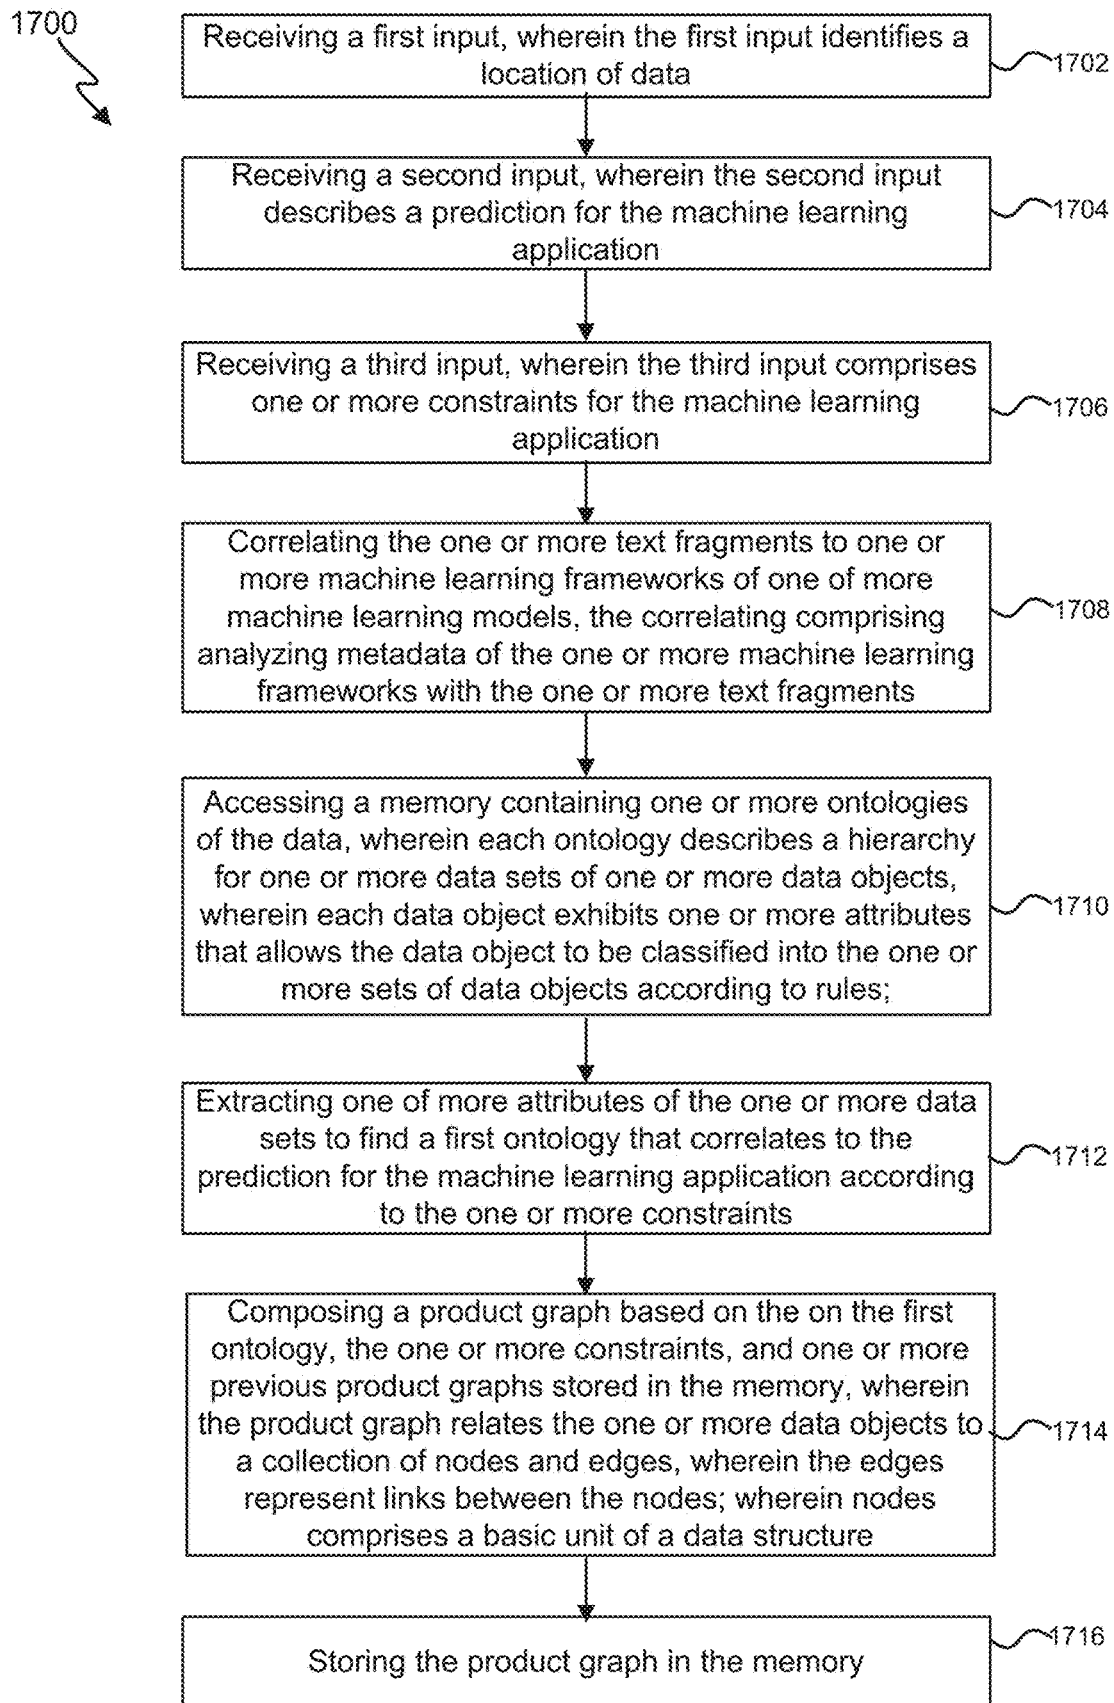 1700
Receiving a first input, wherein the first input identifies a
location of data
1702
Receiving a second input, wherein the second input
describes a prediction for the machine learning
application
1704
Receiving a third input, wherein the third input comprises
one or more constraints for the machine learning
application
1706
Correlating the one or more text fragments to one or
more machine learning frameworks of one of more
machine learning models, the correlating comprising
analyzing metadata of the one or more machine learning
frameworks with the one or more text fragments
1708
Accessing a memory containing one or more ontologies
of the data, wherein each ontology describes a hierarchy
for one or more data sets of one or more data objects,
wherein each data object exhibits one or more attributes
that allows the data object to be classified into the one or
more sets of data objects according to rules;
1710
Extracting one of more attributes of the one or more data
sets to find a first ontology that correlates to the
prediction for the machine learning application according
to the one or more constraints
1712
Composing a product graph based on the on the first
ontology, the one or more constraints, and one or more
previous product graphs stored in the memory, wherein
the product graph relates the one or more data objects to
a collection of nodes and edges, wherein the edges
represent links between the nodes; wherein nodes
comprises a basic unit of a data structure
1714
Storing the product graph in the memory
1716